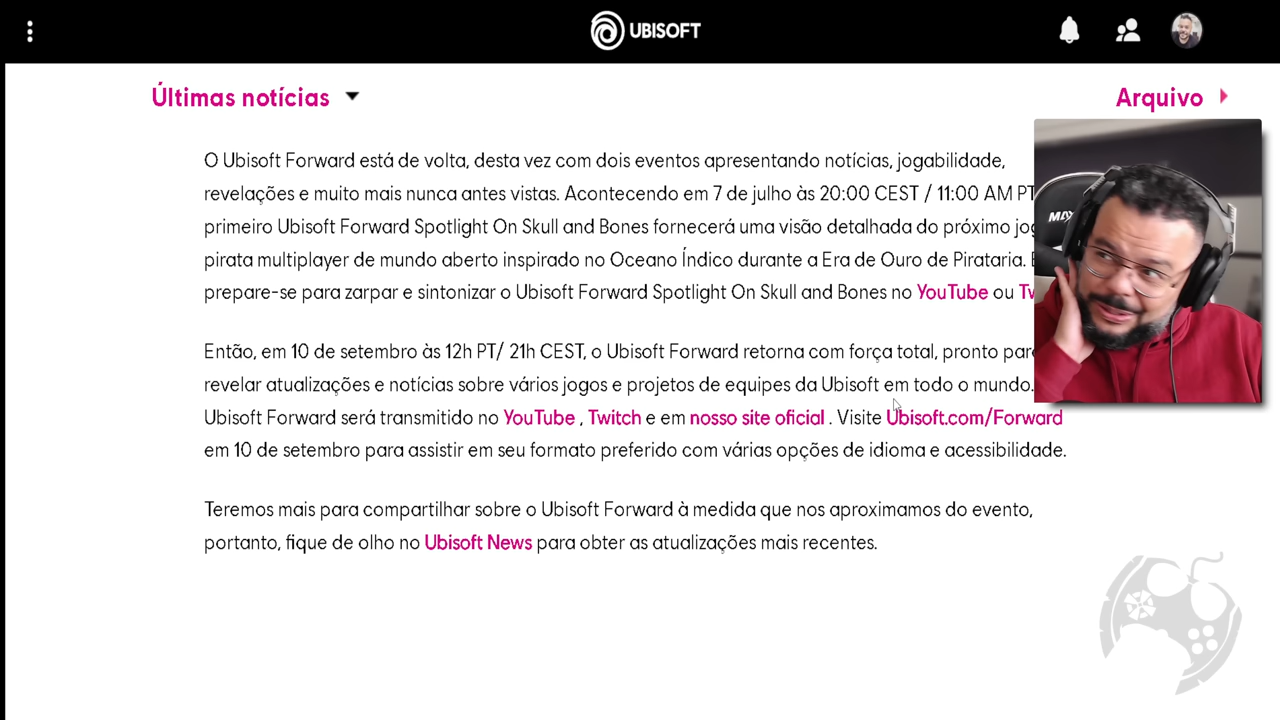 UBISOFT
Últimas notícias
Arquivo
O Ubisoft Forward está de volta, desta vez com dois eventos apresentando notícias, jogabilidade,
revelações e muito mais nunca antes vistas. Acontecendo em 7 de julho às 20:00 CEST / 11:00 AM PT
primeiro Ubisoft Forward Spotlight On Skull and Bones fornecerá uma visão detalhada do próximo
pirata multiplayer de mundo aberto inspirado no Oceano Índico durante a Era de Ouro de Pirataria.
prepare-se para zarpar e sintonizar o Ubisoft Forward Spotlight On Skull and Bones no YouTube ou
Então, em 10 de setembro às 12h PT/ 21h CEST, o Ubisoft Forward retorna com força total, pronto
revelar atualizações e notícias sobre vários jogos e projetos de equipes da Ubisoft em todo o mundo.
Ubisoft Forward será transmitido no YouTube , Twitch e em nosso site oficial . Visite Ubisoft.com/Forward
em 10 de setembro para assistir em seu formato preferido com várias opções de idioma e acessibilidade.
Teremos mais para compartilhar sobre o Ubisoft Forward à medida que nos aproximamos do evento,
portanto, fique de olho no Ubisoft News para obter as atualizações mais recentes.